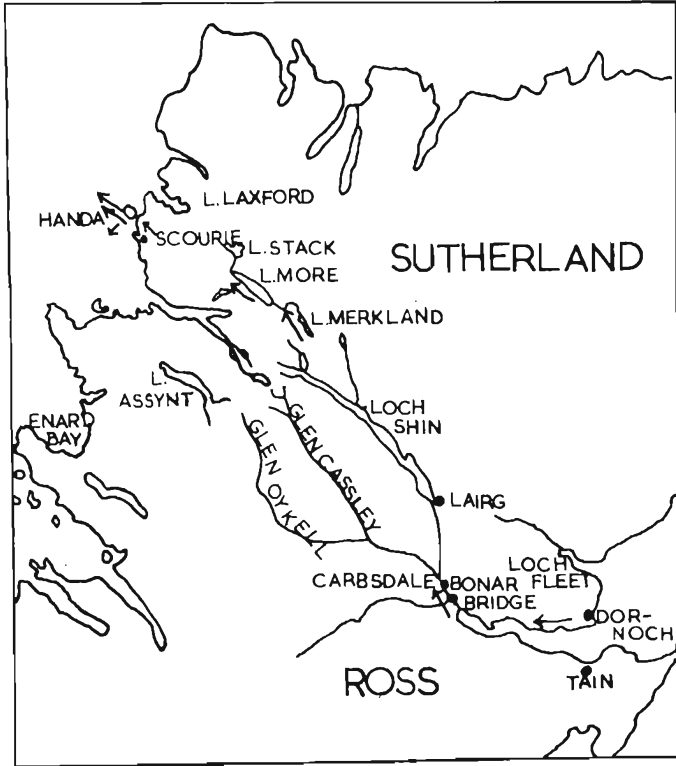 L. LAXFORD
HANDA
SCOURIE
L. STACK
L. MORE
SUTHERLAND
L. MERKLAND
L.
ASSYNT
ENARD
BAY
LOCH
SHIN
GLEN CASSLEY
GLEN OYKELL
LAIRG
LOCH
FLEET
CARBSDALE
BONAR
BRIDGE
DOR-
NOCH
ROSS
TAIN